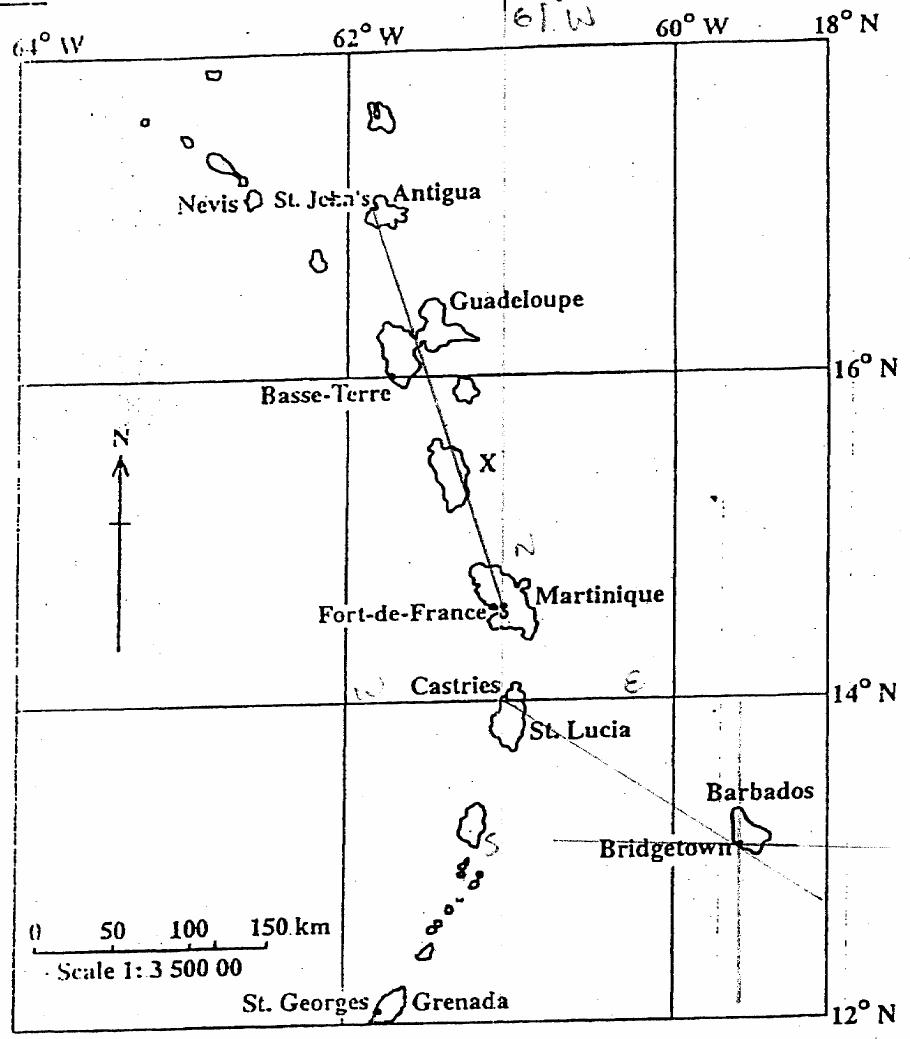 61° W
64° W 62° W 60° W 18° N
Nevis St. John's Antigua
Guadeloupe
16° N
Basse-Terre
N
X
N
Martinique
Fort-de-France
W Castries E 14° N
St. Lucia
Barbados
S
Bridgetown
0 50 100 150 km
Scale 1: 3 500 00
St. Georges Grenada 12° N